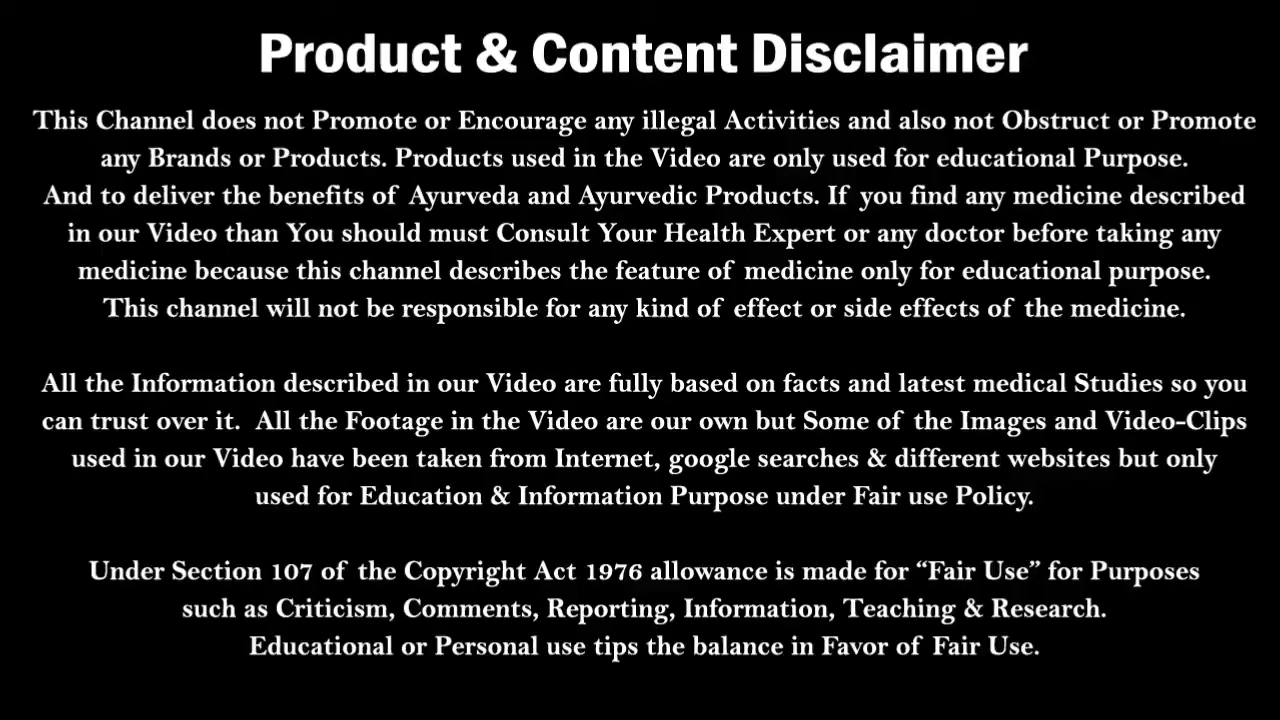 Product & Content Disclaimer
This Channel does not Promote or Encourage any illegal Activities and also not Obstruct or Promote
any Brands or Products. Products used in the Video are only used for educational Purpose.
And to deliver the benefits of Ayurveda and Ayurvedic Products. If you find any medicine described
in our Video than You should must Consult Your Health Expert or any doctor before taking any
medicine because this channel describes the feature of medicine only for educational purpose.
This channel will not be responsible for any kind of effect or side effects of the medicine.
All the Information described in our Video are fully based on facts and latest medical Studies so you
can trust over it. All the Footage in the Video are our own but Some of the Images and Video-Clips
used in our Video have been taken from Internet, google searches & different websites but only
used for Education & Information Purpose under Fair use Policy.
Under Section 107 of the Copyright Act 1976 allowance is made for “Fair Use” for Purposes
such as Criticism, Comments, Reporting, Information, Teaching & Research.
Educational or Personal use tips the balance in Favor of Fair Use.